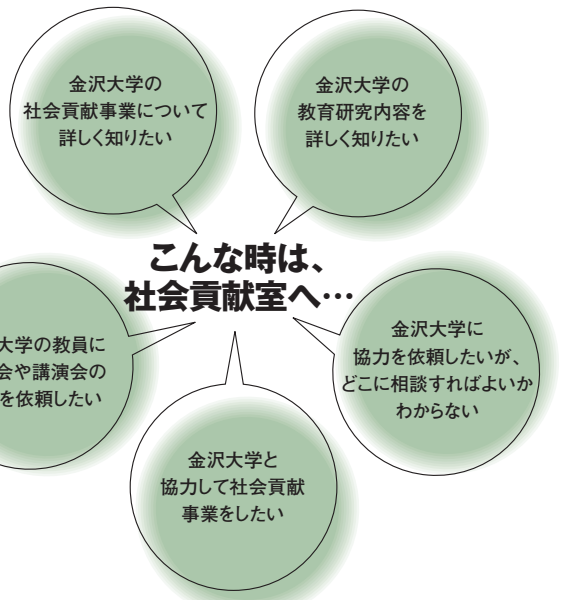 金沢大学の
社会貢献事業について
詳しく知りたい
金沢大学の
教育研究内容を
詳しく知りたい
こんな時は、
社会貢献室へ…
大学の教員に
会や講演会の
を依頼したい
金沢大学に
協力を依頼したいが、
どこに相談すればよいか
わからない
金沢大学と
協力して社会貢献
事業をしたい